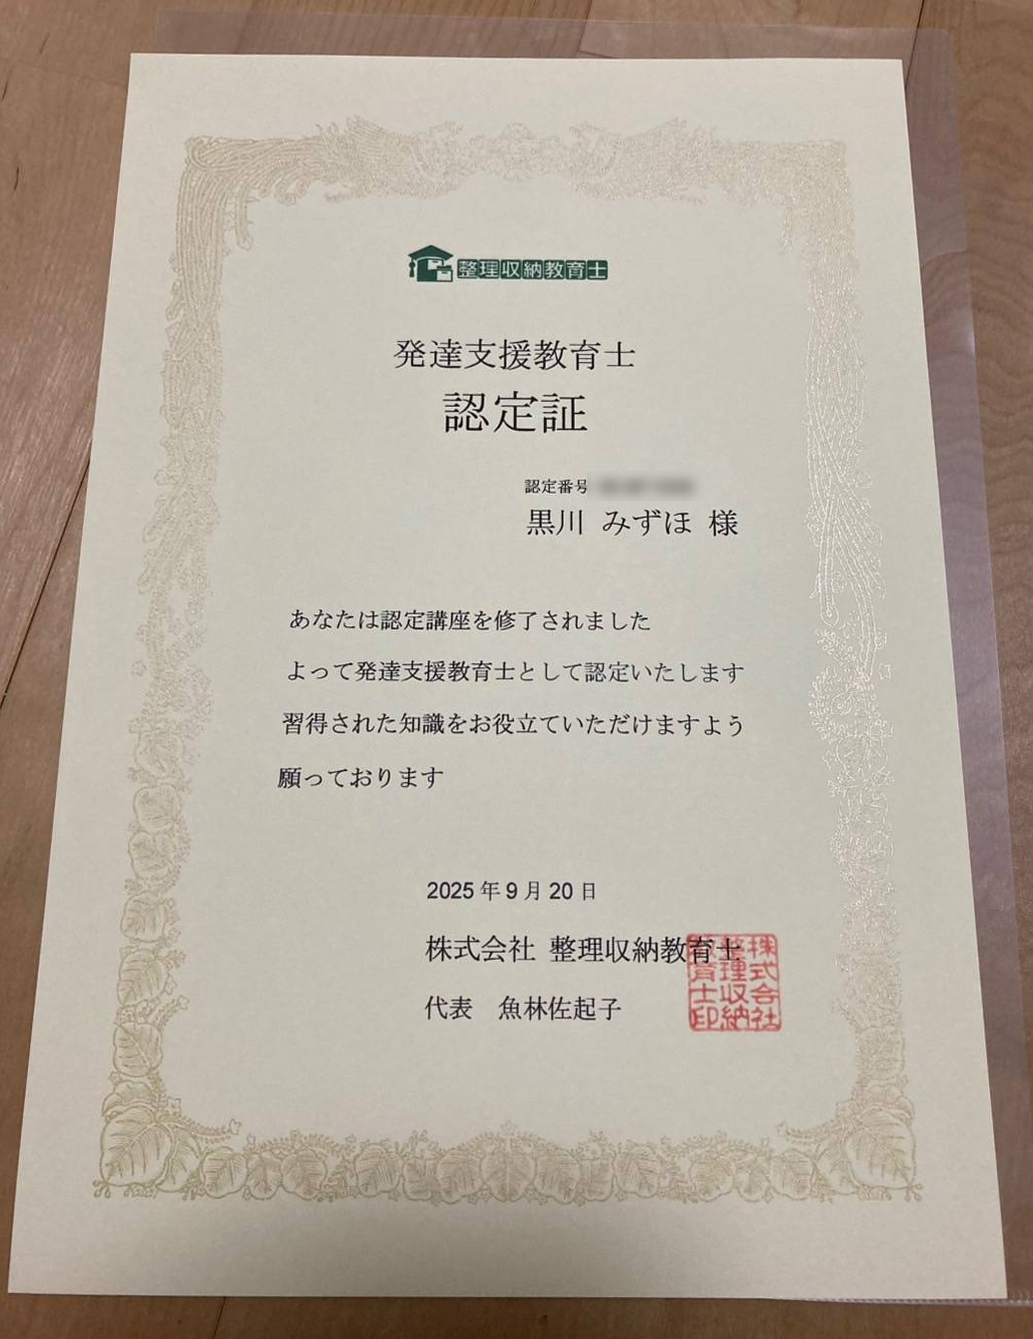 整理収納教育士
発達支援教育士
認定証
認定番号
黒川 みずほ 様
あなたは認定講座を修了されました
よって発達支援教育士として認定いたします
習得された知識をお役立ていただけますよう
願っております
2025年9月20日
株式会社 整理収納教育士
代表 魚林佐起子
株式会社
整理収納
教育士印